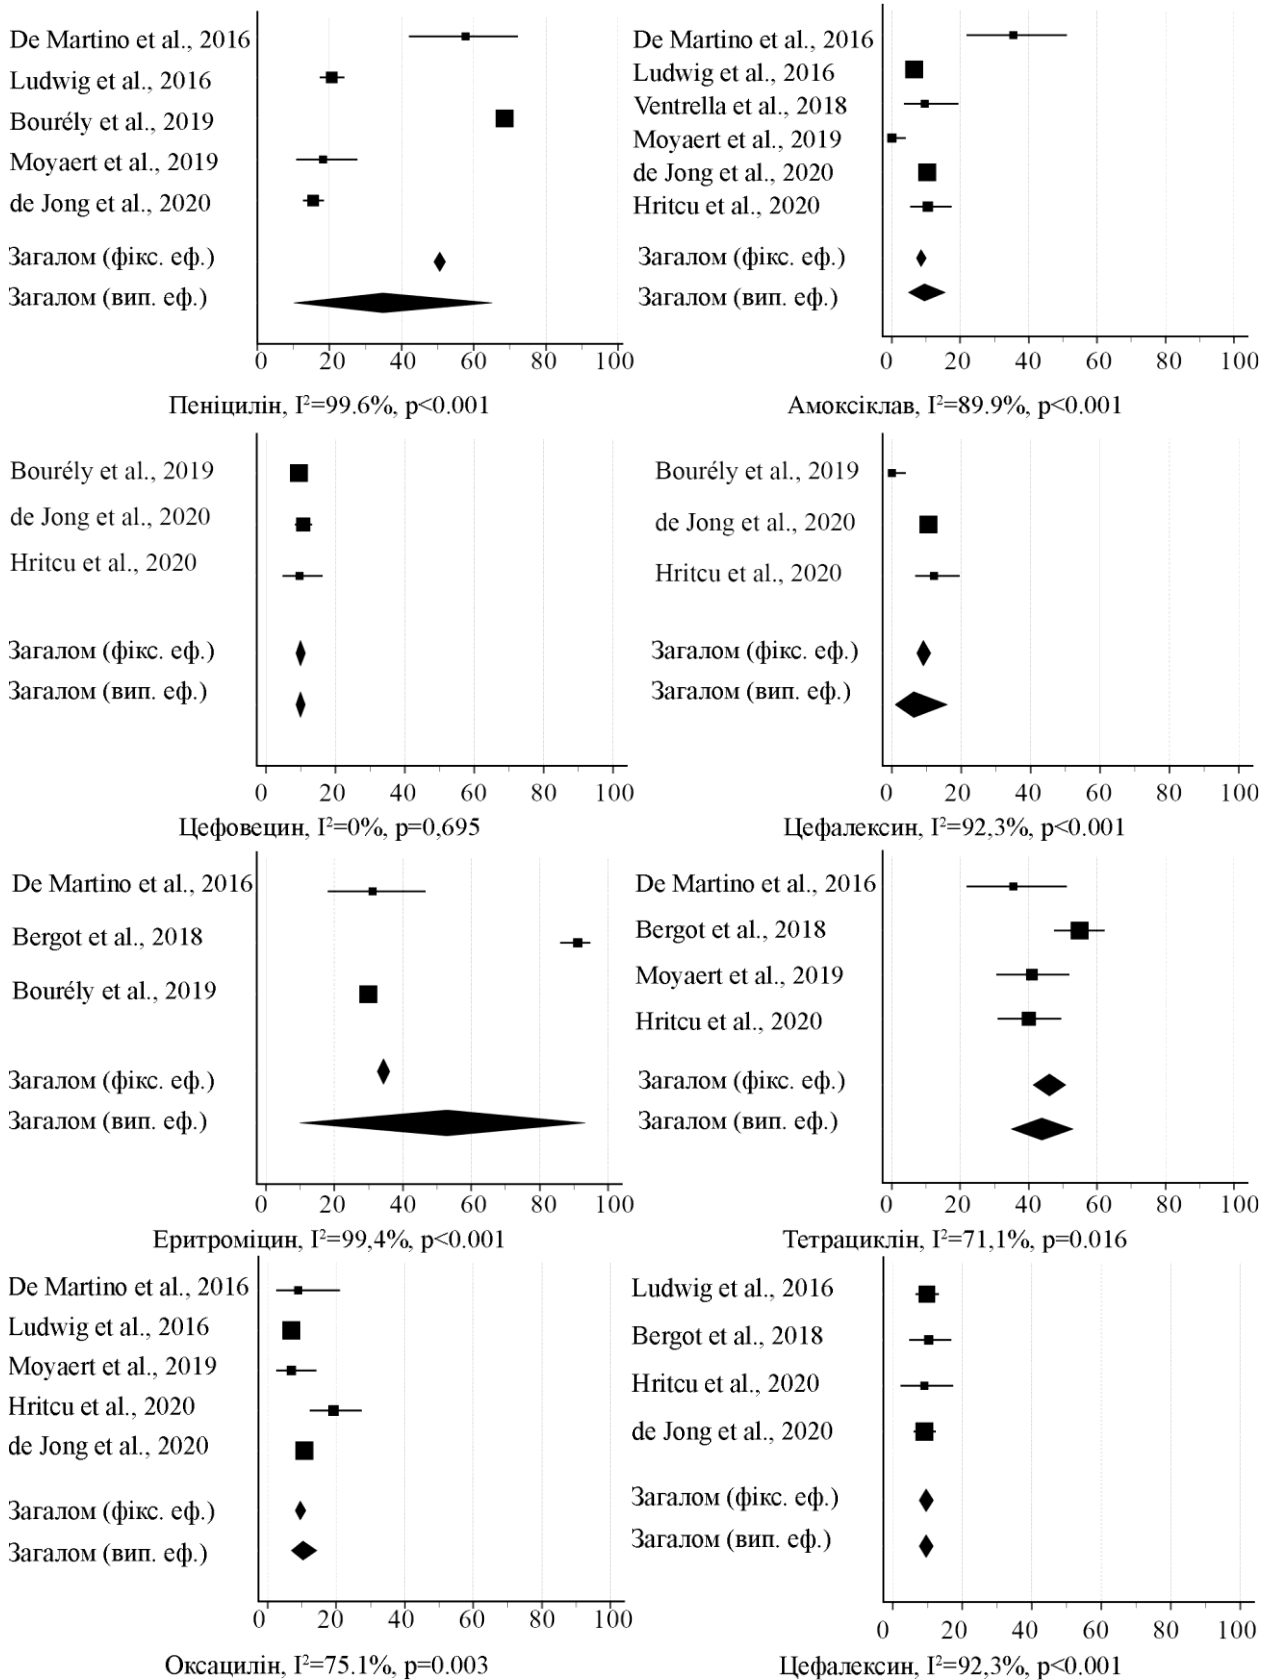 De Martino et al., 2016
Ludwig et al., 2016
Bourély et al., 2019
Moyaert et al., 2019
de Jong et al., 2020
Загалом (фікс. еф.)
Загалом (вип. еф.)
0 20 40 60 80 100
Пеніцилін, I²=99.6%, p<0.001
De Martino et al., 2016
Ludwig et al., 2016
Ventrella et al., 2018
Moyaert et al., 2019
de Jong et al., 2020
Hritcu et al., 2020
Загалом (фікс. еф.)
Загалом (вип. еф.)
0 20 40 60 80 100
Амоксіклав, I²=89.9%, p<0.001
Bourély et al., 2019
de Jong et al., 2020
Hritcu et al., 2020
Загалом (фікс. еф.)
Загалом (вип. еф.)
0 20 40 60 80 100
Цефовецин, I²=0%, p=0,695
Bourély et al., 2019
de Jong et al., 2020
Hritcu et al., 2020
Загалом (фікс. еф.)
Загалом (вип. еф.)
0 20 40 60 80 100
Цефалексин, I²=92,3%, p<0.001
De Martino et al., 2016
Bergot et al., 2018
Bourély et al., 2019
Загалом (фікс. еф.)
Загалом (вип. еф.)
0 20 40 60 80 100
Еритроміцин, I²=99,4%, p<0.001
De Martino et al., 2016
Bergot et al., 2018
Moyaert et al., 2019
Hritcu et al., 2020
Загалом (фікс. еф.)
Загалом (вип. еф.)
0 20 40 60 80 100
Тетрациклін, I²=71,1%, p=0.016
De Martino et al., 2016
Ludwig et al., 2016
Moyaert et al., 2019
Hritcu et al., 2020
de Jong et al., 2020
Загалом (фікс. еф.)
Загалом (вип. еф.)
0 20 40 60 80 100
Оксацилін, I²=75.1%, p=0.003
Ludwig et al., 2016
Bergot et al., 2018
Hritcu et al., 2020
de Jong et al., 2020
Загалом (фікс. еф.)
Загалом (вип. еф.)
0 20 40 60 80 100
Цефалексин, I²=92,3%, p<0.001